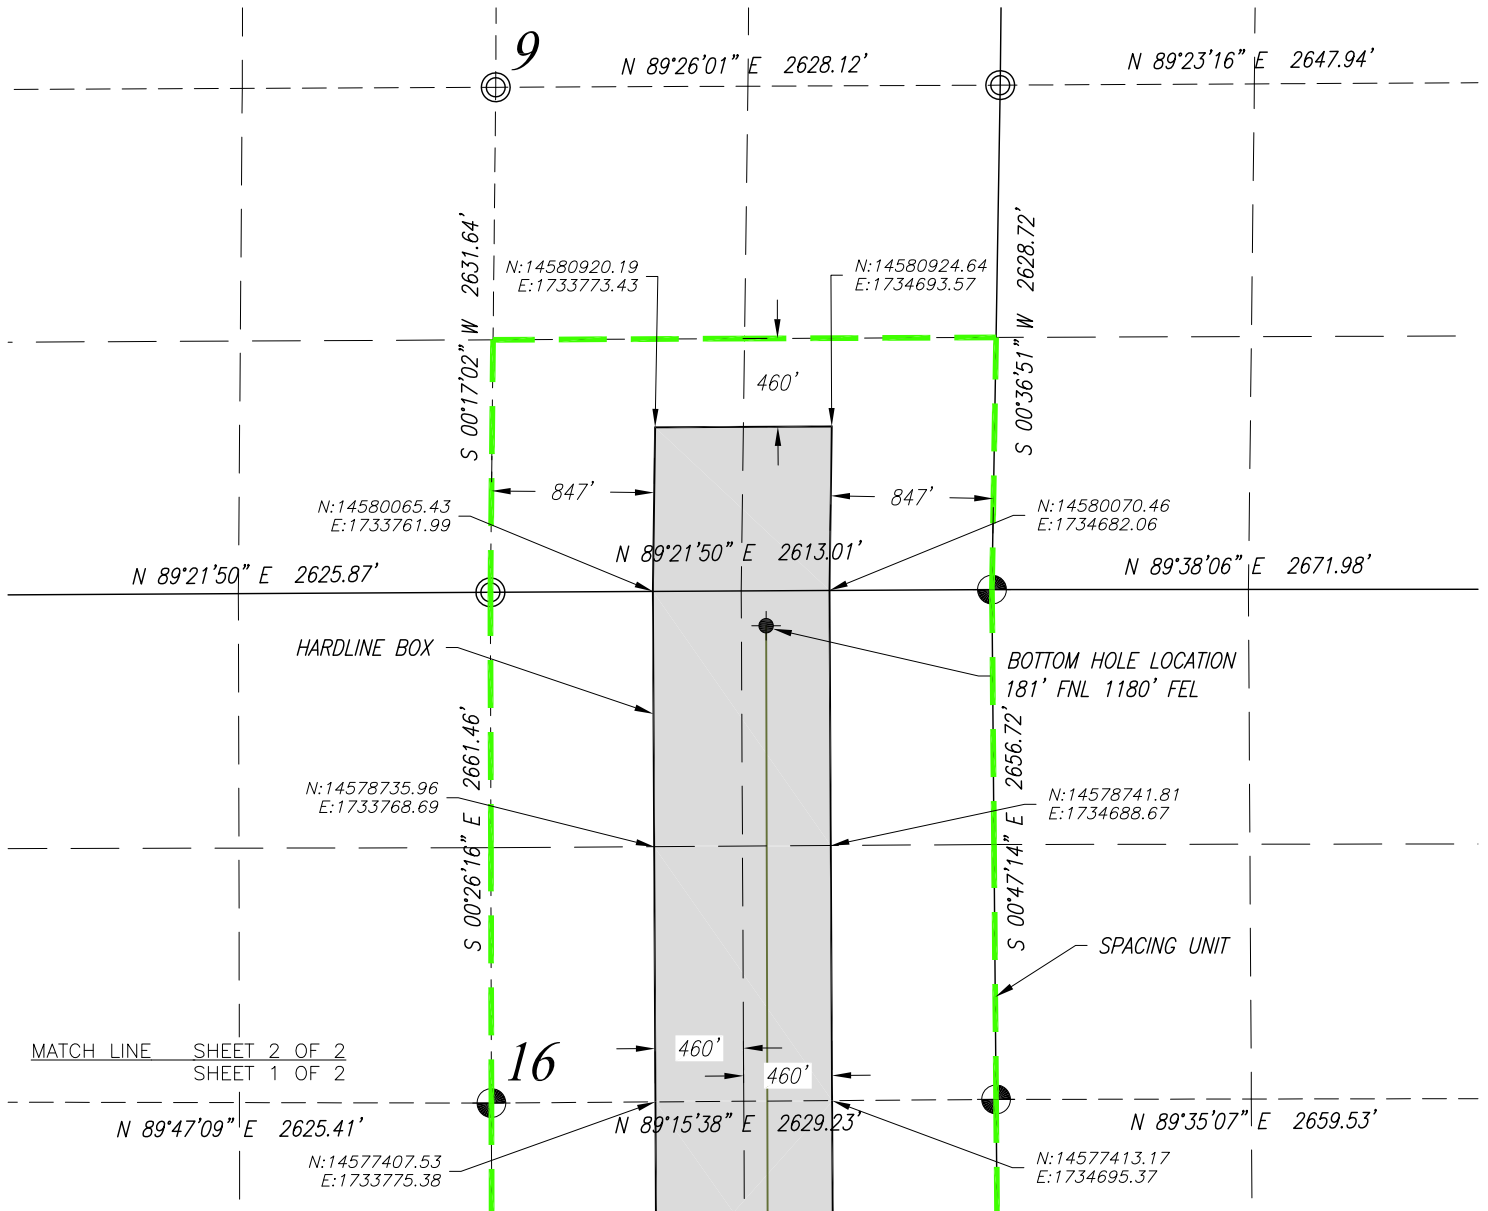 9
N 89°26'01" E 2628.12'
N 89°23'16" E 2647.94'
S 00°17'02" W 2631.64'
S 00°36'51" W 2628.72'
N:14580920.19
E:1733773.43
N:14580924.64
E:1734693.57
460'
847'
847'
N:14580065.43
E:1733761.99
N:14580070.46
E:1734682.06
N 89°21'50" E 2625.87'
N 89°21'50" E 2613.01'
N 89°38'06" E 2671.98'
HARDLINE BOX
BOTTOM HOLE LOCATION
181' FNL 1180' FEL
S 00°26'16" E 2661.46'
S 00°47'14" E 2656.72'
N:14578735.96
E:1733768.69
N:14578741.81
E:1734688.67
SPACING UNIT
MATCH LINE SHEET 2 OF 2
SHEET 1 OF 2
16
460'
460'
N 89°47'09" E 2625.41'
N 89°15'38" E 2629.23'
N 89°35'07" E 2659.53'
N:14577407.53
E:1733775.38
N:14577413.17
E:1734695.37